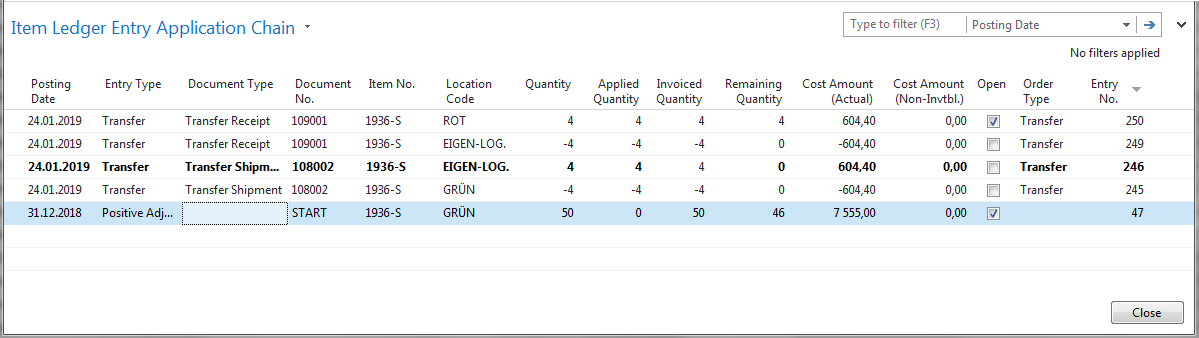 Item Ledger Entry Application Chain
Type to filter (F3) Posting Date
No filters applied
Posting Date Entry Type Document Type Document No. Item No. Location Code Quantity Applied Quantity Invoiced Quantity Remaining Quantity Cost Amount (Actual) Cost Amount (Non-Invtbl.) Open Order Type Entry No.
24.01.2019 Transfer Transfer Receipt 109001 1936-S ROT 4 4 4 4 604,40 0,00 Transfer 250
24.01.2019 Transfer Transfer Receipt 109001 1936-S EIGEN-LOG. -4 -4 -4 0 -604,40 0,00 Transfer 249
24.01.2019 Transfer Transfer Shipm... 108002 1936-S EIGEN-LOG. 4 4 4 0 604,40 0,00 Transfer 246
24.01.2019 Transfer Transfer Shipment 108002 1936-S GRÜN -4 -4 -4 0 -604,40 0,00 Transfer 245
31.12.2018 Positive Adj... START 1936-S GRÜN 50 0 50 46 7 555,00 0,00 47
Close